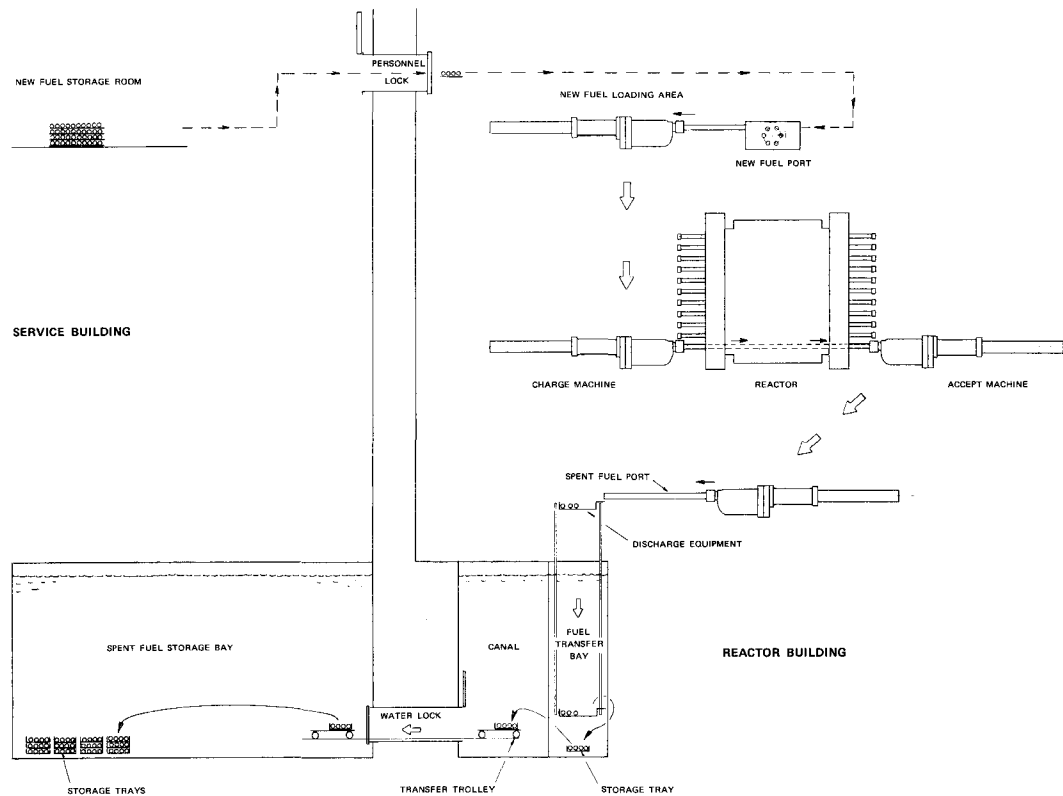 NEW FUEL STORAGE ROOM
PERSONNEL
LOCK
NEW FUEL LOADING AREA
NEW FUEL PORT
SERVICE BUILDING
CHARGE MACHINE
REACTOR
ACCEPT MACHINE
SPENT FUEL PORT
DISCHARGE EQUIPMENT
SPENT FUEL STORAGE BAY
CANAL
FUEL
TRANSFER
BAY
REACTOR BUILDING
WATER LOCK
STORAGE TRAYS
TRANSFER TROLLEY
STORAGE TRAY